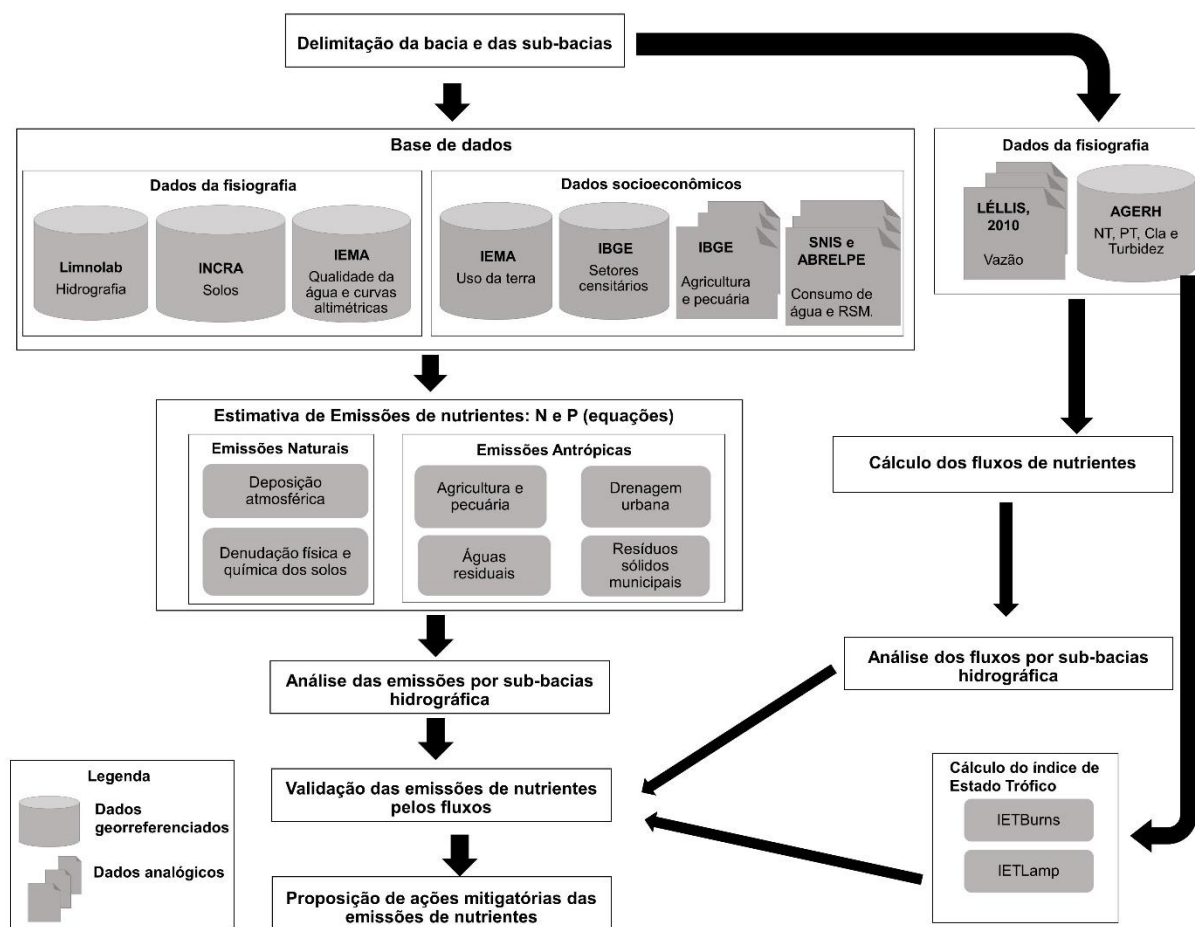 Delimitação da bacia e das sub-bacias
Base de dados
Dados da fisiografia
Limnolab
Hidrografia
INCRA
Solos
IEMA
Qualidade da
água e curvas
altimétricas
Dados socioeconômicos
IEMA
Uso da terra
IBGE
Setores
censitários
IBGE
Agricultura
e pecuária
SNIS e
ABRELPE
Consumo de
água e RSM.
Dados da fisiografia
LÉLLIS,
2010
Vazão
AGERH
NT, PT, Cla e
Turbidez
Estimativa de Emissões de nutrientes: N e P (equações)
Emissões Naturais
Deposição
atmosférica
Denudação física e
química dos solos
Emissões Antrópicas
Agricultura e
pecuária
Drenagem
urbana
Águas
residuais
Resíduos
sólidos
municipais
Cálculo dos fluxos de nutrientes
Análise das emissões por sub-bacias
hidrográfica
Análise dos fluxos por sub-bacias
hidrográfica
Validação das emissões de nutrientes
pelos fluxos
Cálculo do índice de
Estado Trófico
IETBurns
IETLamp
Proposição de ações mitigatórias das
emissões de nutrientes
Legenda
Dados
georreferenciados
Dados analógicos